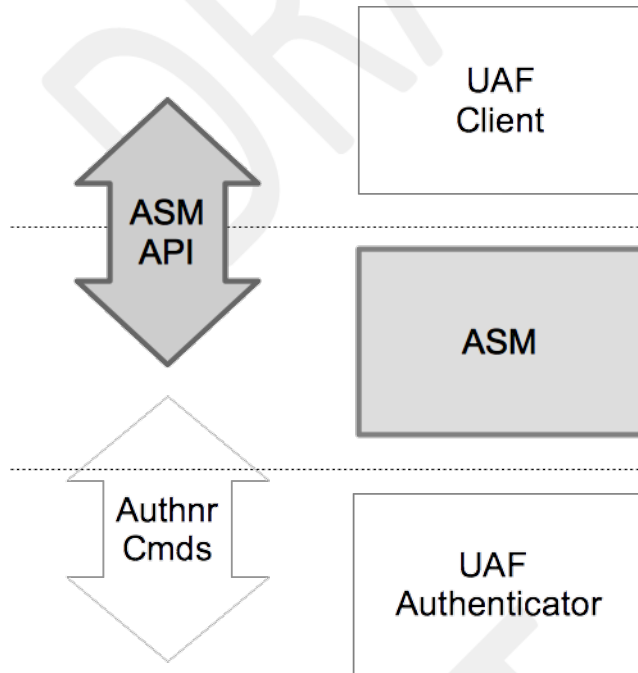 UAF
Client
ASM
API
ASM
Authnr
Cmds
UAF
Authenticator